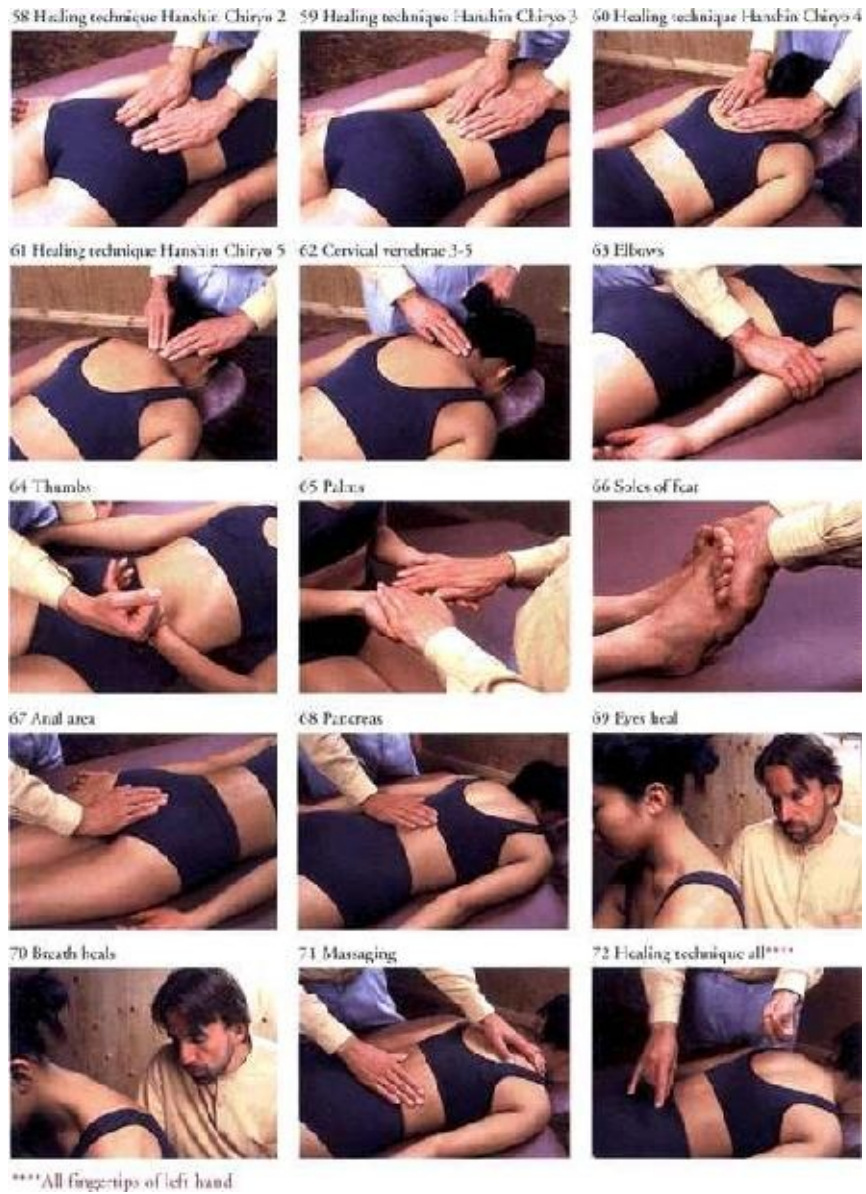 58 Healing technique Hanshin Chiryo 2
59 Healing technique Hanshin Chiryo 3
60 Healing technique Hanshin Chiryo 4
61 Healing technique Hanshin Chiryo 5
62 Cervical vertebrae 3-5
63 Elbows
64 Thumbs
65 Palms
66 Soles of feat
67 Anal area
68 Pancreas
69 Eyes heal
70 Breath heals
71 Massaging
72 Healing technique all****
****All finger-tips of left hand